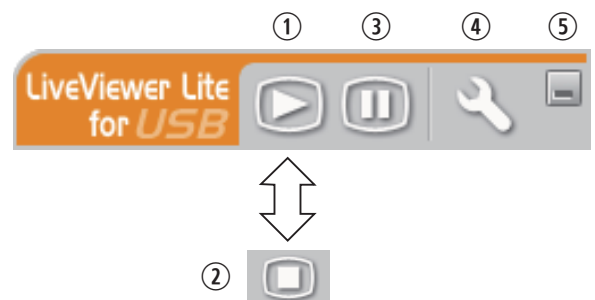 ① ③ ④ ⑤
LiveViewer Lite
for USB
②